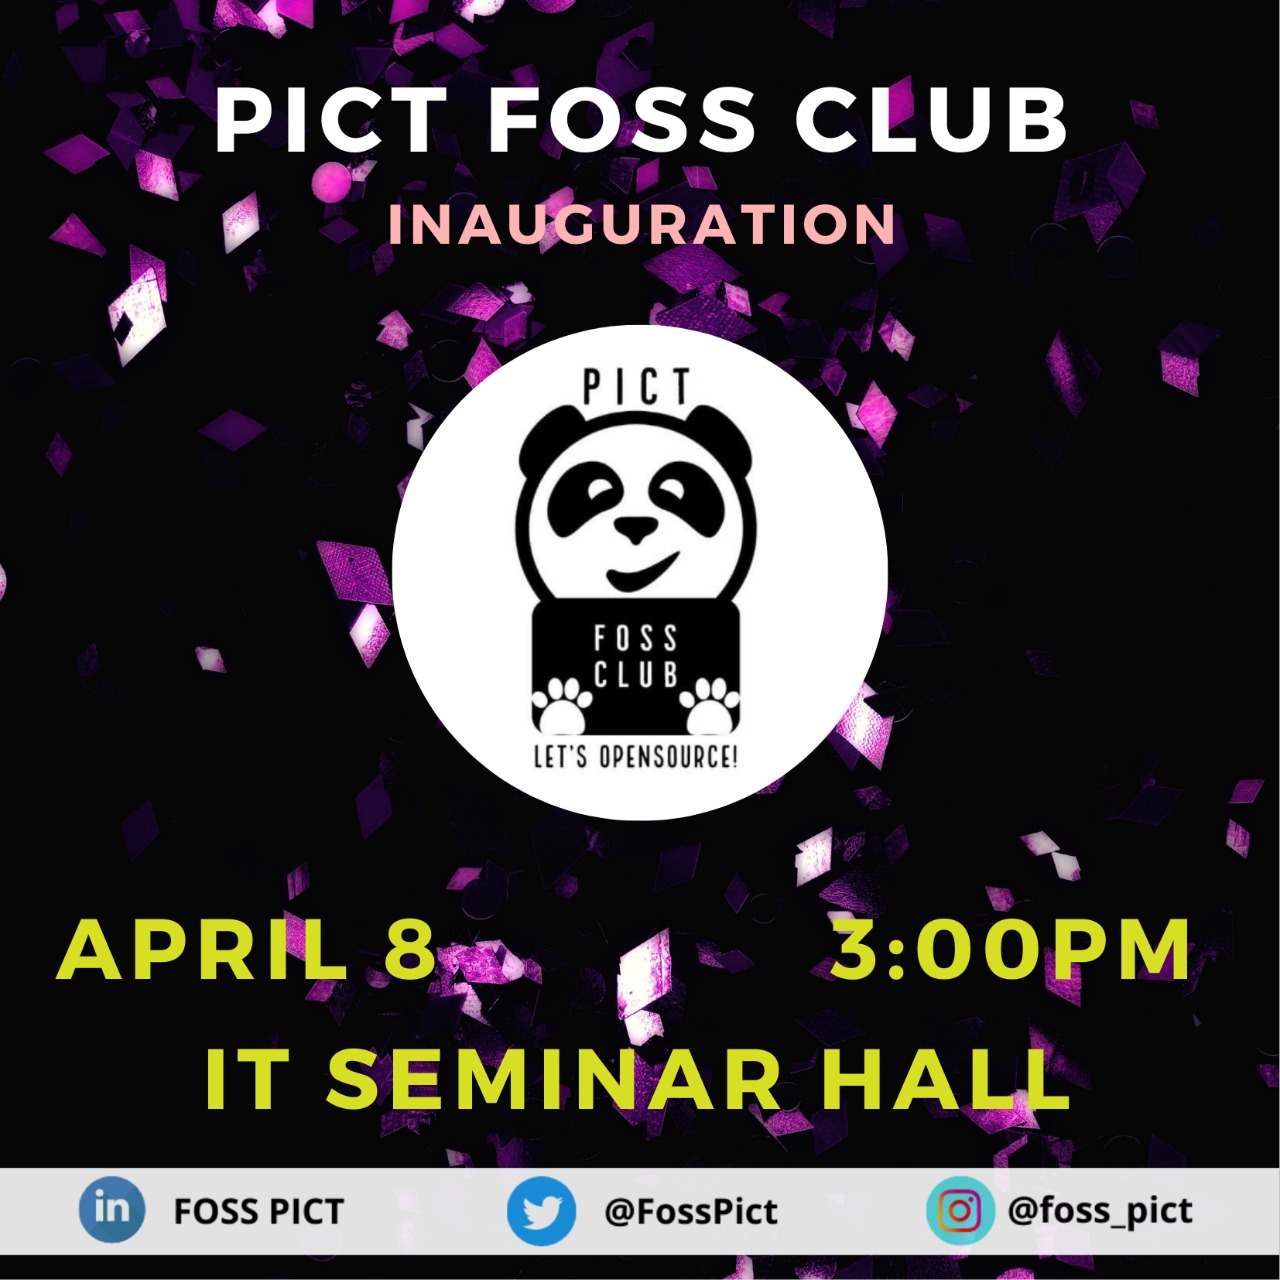 PICT FOSS CLUB
INAUGURATION
PICT
FOSS
CLUB
LET'S OPENSOURCE!
APRIL 8 3:00PM
IT SEMINAR HALL
in FOSS PICT @FossPict @foss_pict